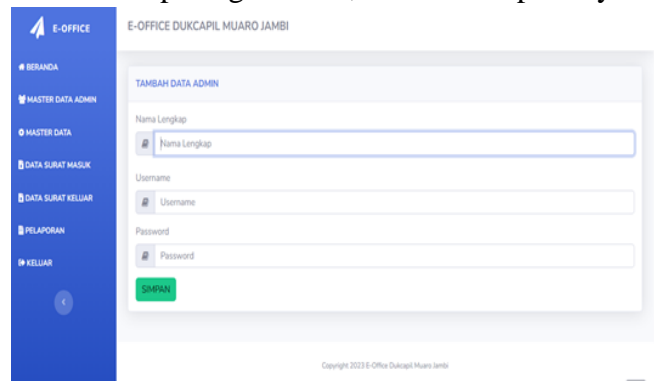 E-OFFICE
E-OFFICE DUKCAPIL MUARO JAMBI
BERANDA
MASTER DATA ADMIN
MASTER DATA
DATA SURAT MASUK
DATA SURAT KELUAR
PELAPORAN
KELUAR
TAMBAH DATA ADMIN
Nama Lengkap
Nama Lengkap
Username
Username
Password
Password
SIMPAN
Copyright 2023 E-Office Dukcapil Muaro Jambi